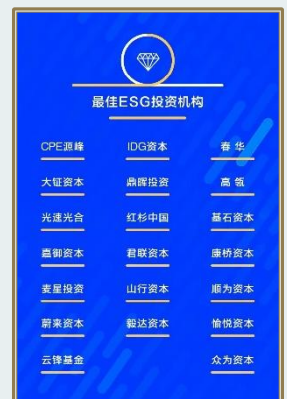 最佳ESG投资机构
CPE源峰 IDG资本 春华
大钲资本 鼎晖投资 高瓴
光速光合 红杉中国 基石资本
嘉御资本 君联资本 康桥资本
麦星投资 山行资本 顺为资本
蔚来资本 毅达资本 愉悦资本
云锋基金 众为资本